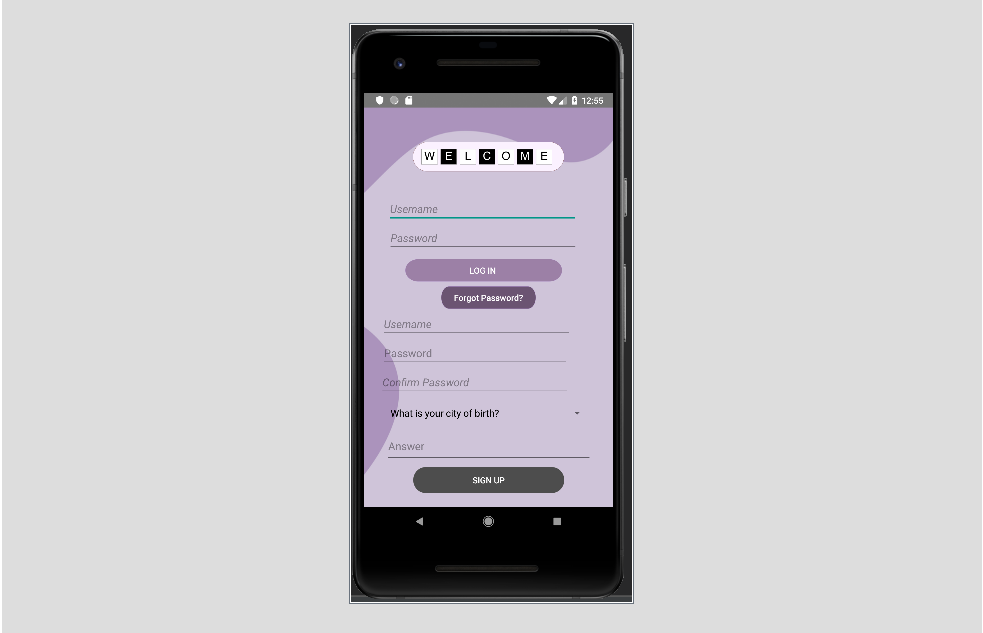 12:55
WELCOME
Username
Password
LOG IN
Forgot Password?
Username
Password
Confirm Password
What is your city of birth?
Answer
SIGN UP